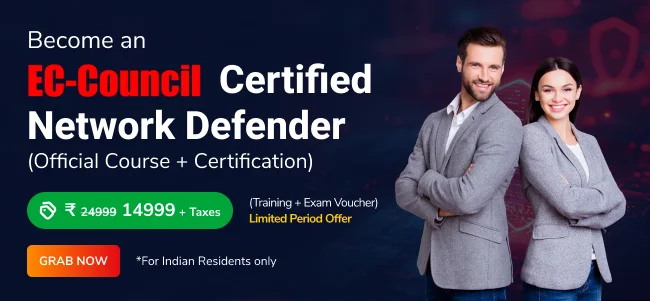 Become an
EC-Council Certified
Network Defender
(Official Course + Certification)
₹ 24999 14999 + Taxes
(Training + Exam Voucher)
Limited Period Offer
GRAB NOW
*For Indian Residents only